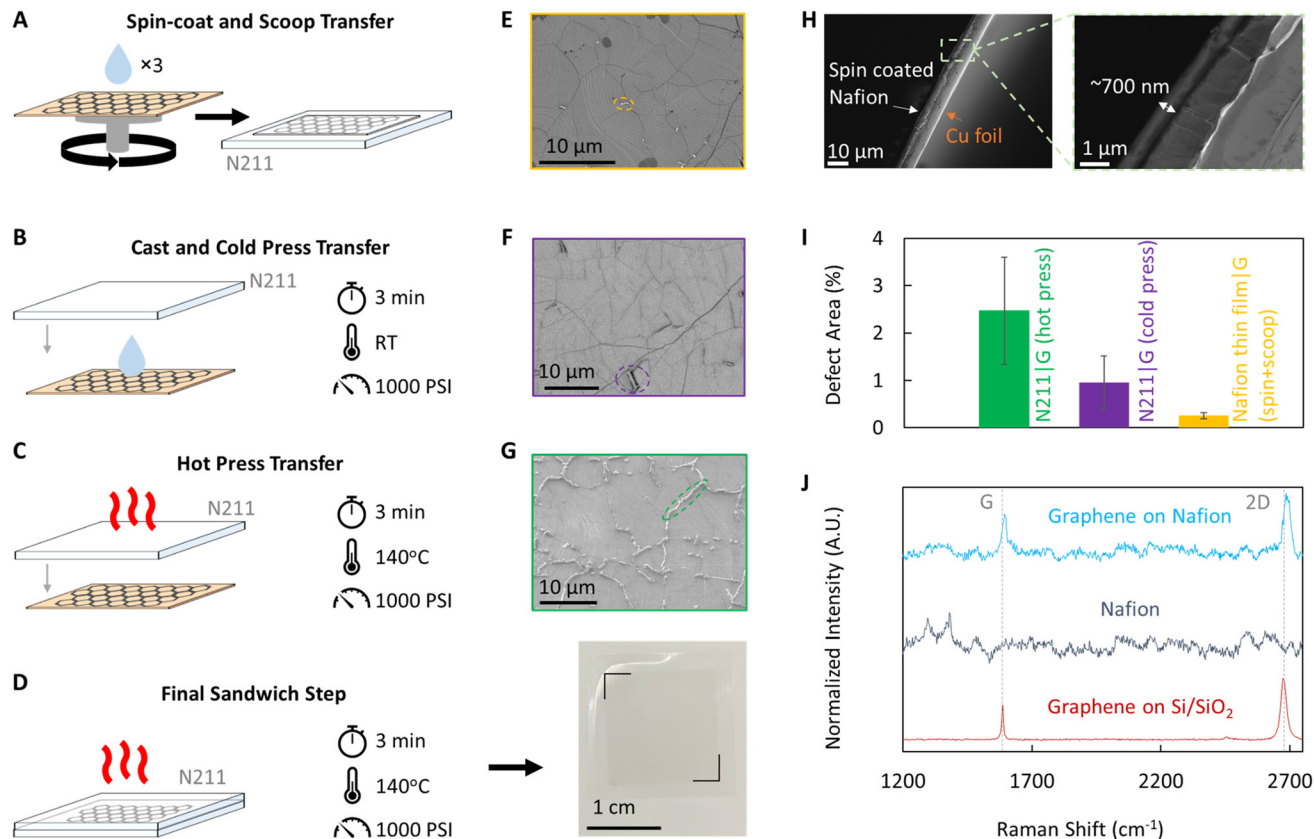 A
Spin-coat and Scoop Transfer
×3
N211
B
Cast and Cold Press Transfer
N211
3 min
RT
1000 PSI
C
Hot Press Transfer
N211
3 min
140°C
1000 PSI
D
Final Sandwich Step
N211
3 min
140°C
1000 PSI
1 cm
E
10 µm
F
10 µm
G
10 µm
H
Spin coated
Nafion
Cu foil
10 µm
~700 nm
1 µm
I
Defect Area (%)
4
3
2
1
0
N211|G (hot press)
N211|G (cold press)
Nafion thin film|G
(spin+scoop)
J
Normalized Intensity (A.U.)
G
2D
Graphene on Nafion
Nafion
Graphene on Si/SiO₂
1200
1700
2200
2750
Raman Shift (cm⁻¹)